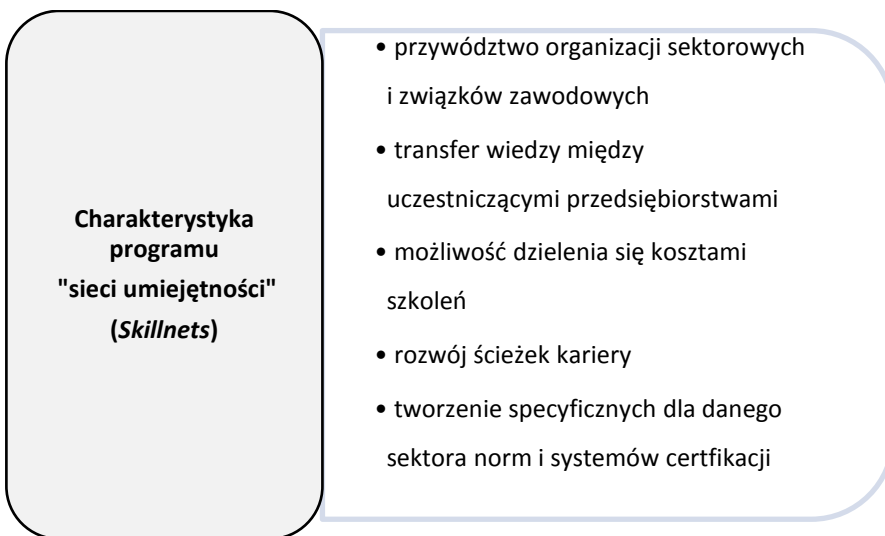 Charakterystyka
programu
"sieci umiejętności"
(Skillnets)
• przywództwo organizacji sektorowych
i związków zawodowych
• transfer wiedzy między
uczestniczącymi przedsiębiorstwami
• możliwość dzielenia się kosztami
szkoleń
• rozwój ścieżek kariery
• tworzenie specyficznych dla danego
sektora norm i systemów certfikacji